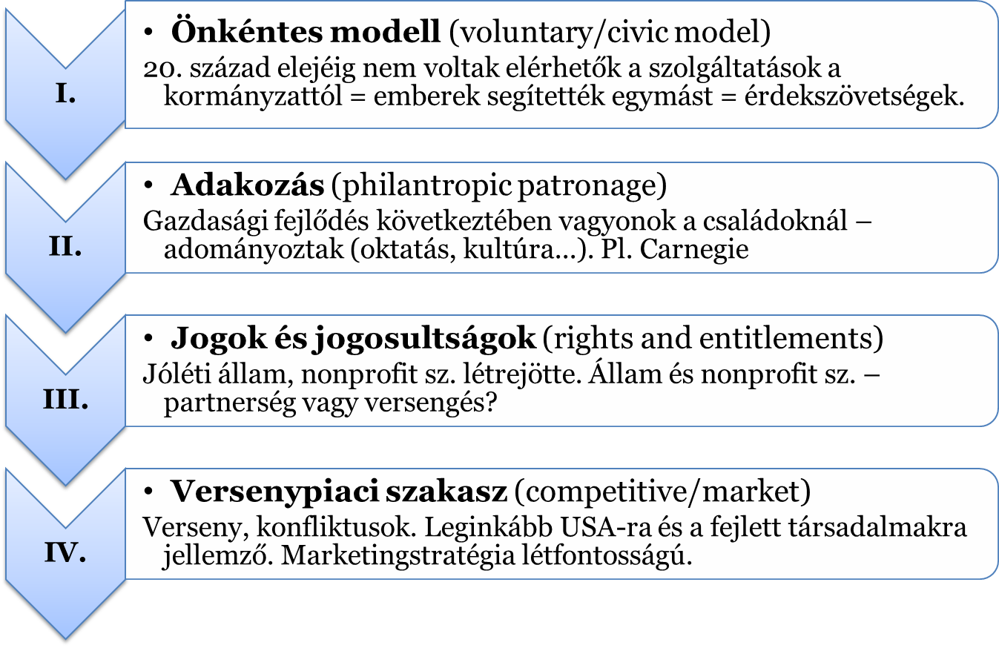 I.
• Önkéntes modell (voluntary/civic model)
20. század elejéig nem voltak elérhetők a szolgáltatások a
kormányzattól = emberek segítették egymást = érdekszövetségek.
II.
• Adakozás (philantropic patronage)
Gazdasági fejlődés következtében vagyonok a családoknál –
adományoztak (oktatás, kultúra...). Pl. Carnegie
III.
• Jogok és jogosultságok (rights and entitlements)
Jóléti állam, nonprofit sz. létrejötte. Állam és nonprofit sz. –
partnerség vagy versengés?
IV.
• Versenypiaci szakasz (competitive/market)
Verseny, konfliktusok. Leginkább USA-ra és a fejlett társadalmakra
jellemző. Marketingstratégia létfontosságú.